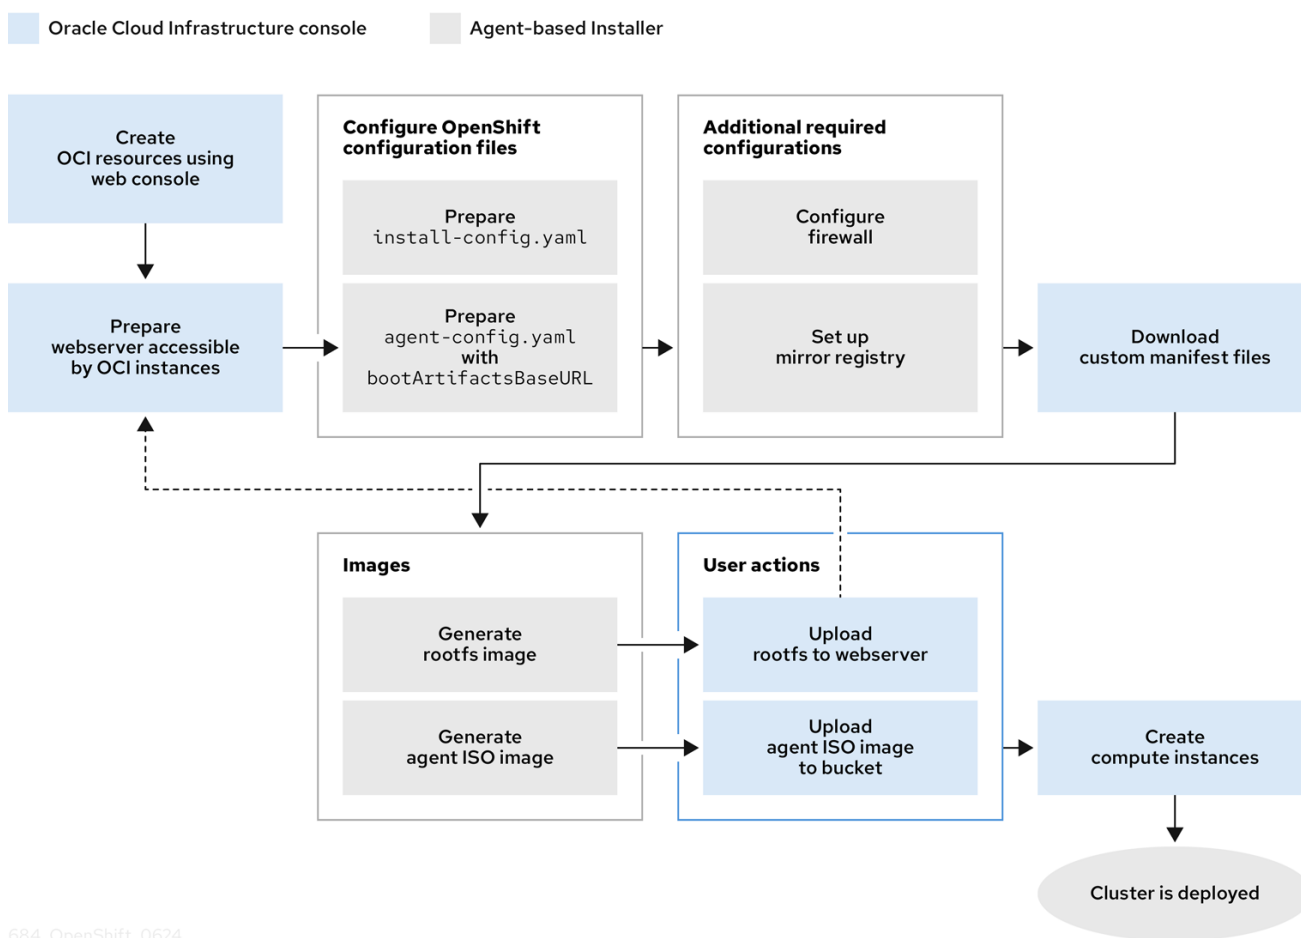 Oracle Cloud Infrastructure console
Agent-based Installer
Create
OCI resources using
web console
Prepare
webserver accessible
by OCI instances
Configure OpenShift
configuration files
Prepare
install-config.yaml
Prepare
agent-config.yaml
with
bootArtifactsBaseURL
Additional required
configurations
Configure
firewall
Set up
mirror registry
Download
custom manifest files
Images
Generate
rootfs image
Generate
agent ISO image
User actions
Upload
rootfs to webserver
Upload
agent ISO image
to bucket
Create
compute instances
Cluster is deployed
684_OpenShift_0624